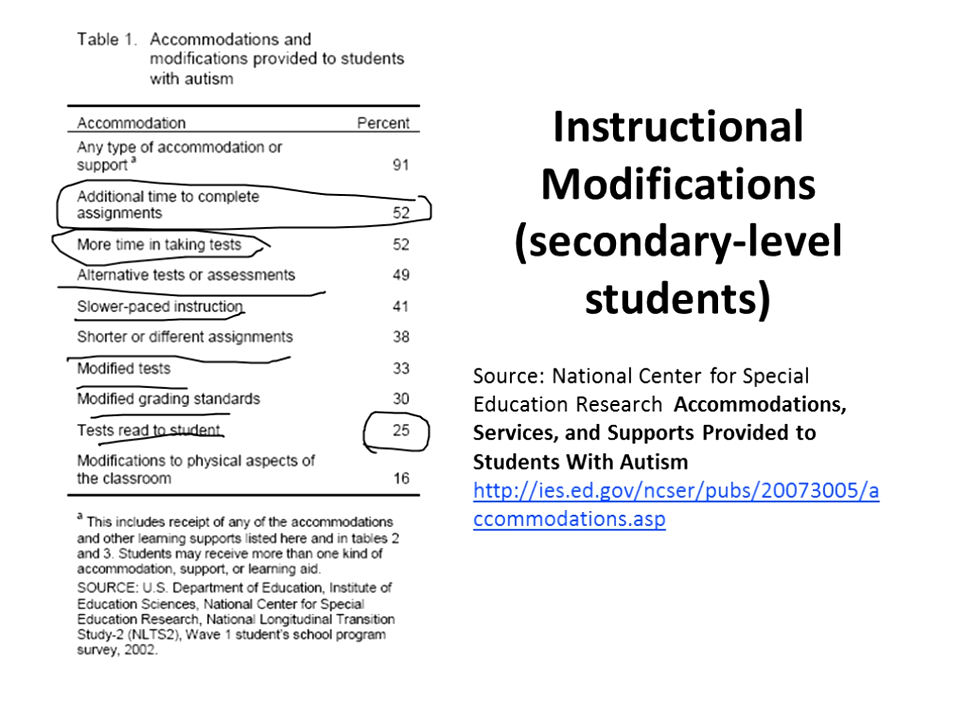 Table 1. Accommodations and
modifications provided to students
with autism
Accommodation Percent
Any type of accommodation or
support a 91
Additional time to complete
assignments 52
More time in taking tests 52
Alternative tests or assessments 49
Slower-paced instruction 41
Shorter or different assignments 38
Modified tests 33
Modified grading standards 30
Tests read to student 25
Modifications to physical aspects of
the classroom 16
a This includes receipt of any of the accommodations
and other learning supports listed here and in tables 2
and 3. Students may receive more than one kind of
accommodation, support, or learning aid.
SOURCE: U.S. Department of Education, Institute of
Education Sciences, National Center for Special
Education Research, National Longitudinal Transition
Study-2 (NLTS2), Wave 1 student's school program
survey, 2002.
Instructional
Modifications
(secondary-level
students)
Source: National Center for Special
Education Research Accommodations,
Services, and Supports Provided to
Students With Autism
http://ies.ed.gov/ncser/pubs/20073005/a
ccommodations.asp